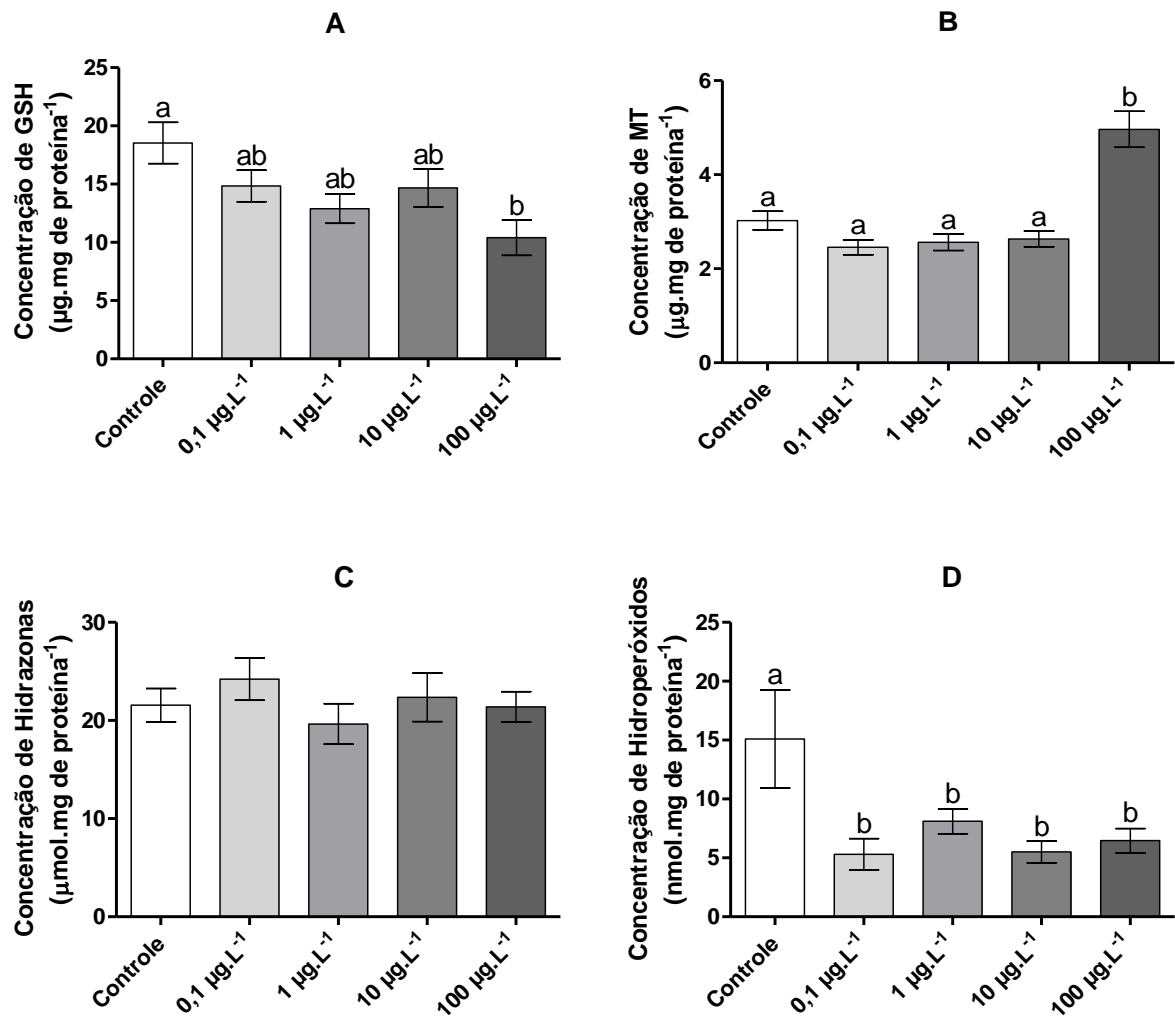 A
Concentração de GSH
(µg.mg de proteína⁻¹)
25
20
15
10
5
0
a
ab
ab
ab
b
Controle
0,1 µg.L⁻¹
1 µg.L⁻¹
10 µg.L⁻¹
100 µg.L⁻¹
B
Concentração de MT
(µg.mg de proteína⁻¹)
6
4
2
0
a
a
a
a
b
Controle
0,1 µg.L⁻¹
1 µg.L⁻¹
10 µg.L⁻¹
100 µg.L⁻¹
C
Concentração de Hidrazonas
(µmol.mg de proteína⁻¹)
30
20
10
0
Controle
0,1 µg.L⁻¹
1 µg.L⁻¹
10 µg.L⁻¹
100 µg.L⁻¹
D
Concentração de Hidroperóxidos
(nmol.mg de proteína⁻¹)
25
20
15
10
5
0
a
b
b
b
b
Controle
0,1 µg.L⁻¹
1 µg.L⁻¹
10 µg.L⁻¹
100 µg.L⁻¹